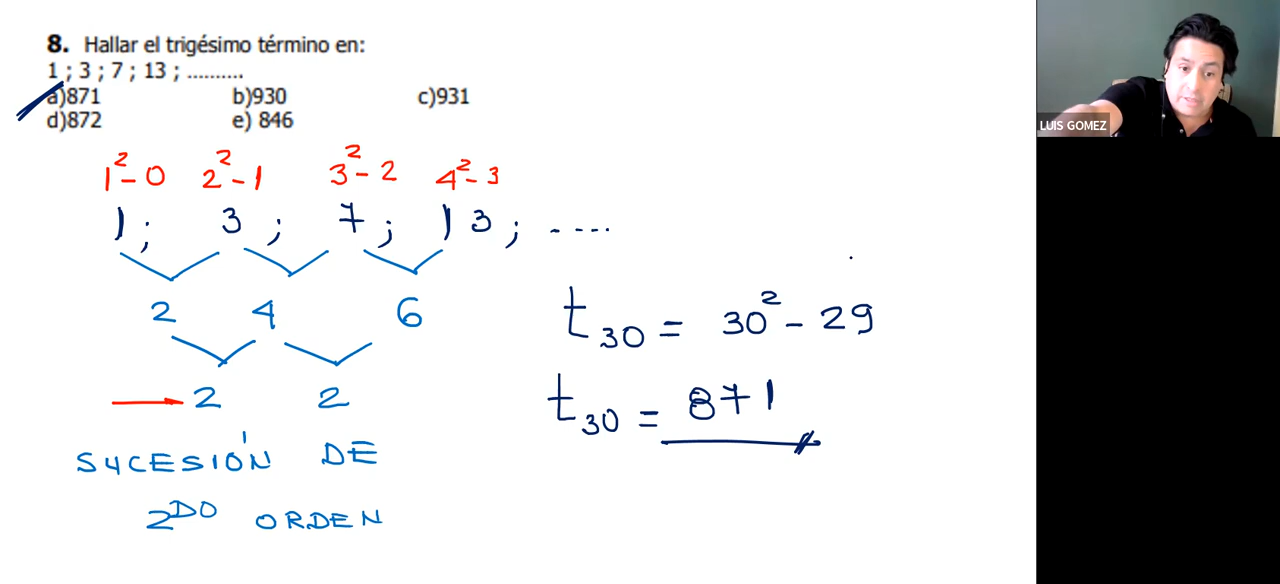 8. Hallar el trigésimo término en:
1 ; 3 ; 7 ; 13 ; ..........
a)871 b)930 c)931
d)872 e) 846
1² - 0 2² - 1 3² - 2 4² - 3
1 ; 3 ; 7 ; 13 ; ....
2 4 6
2 2
SUCESIÓN DE
2DO ORDEN
t30 = 30² - 29
t30 = 871
LUIS GOMEZ